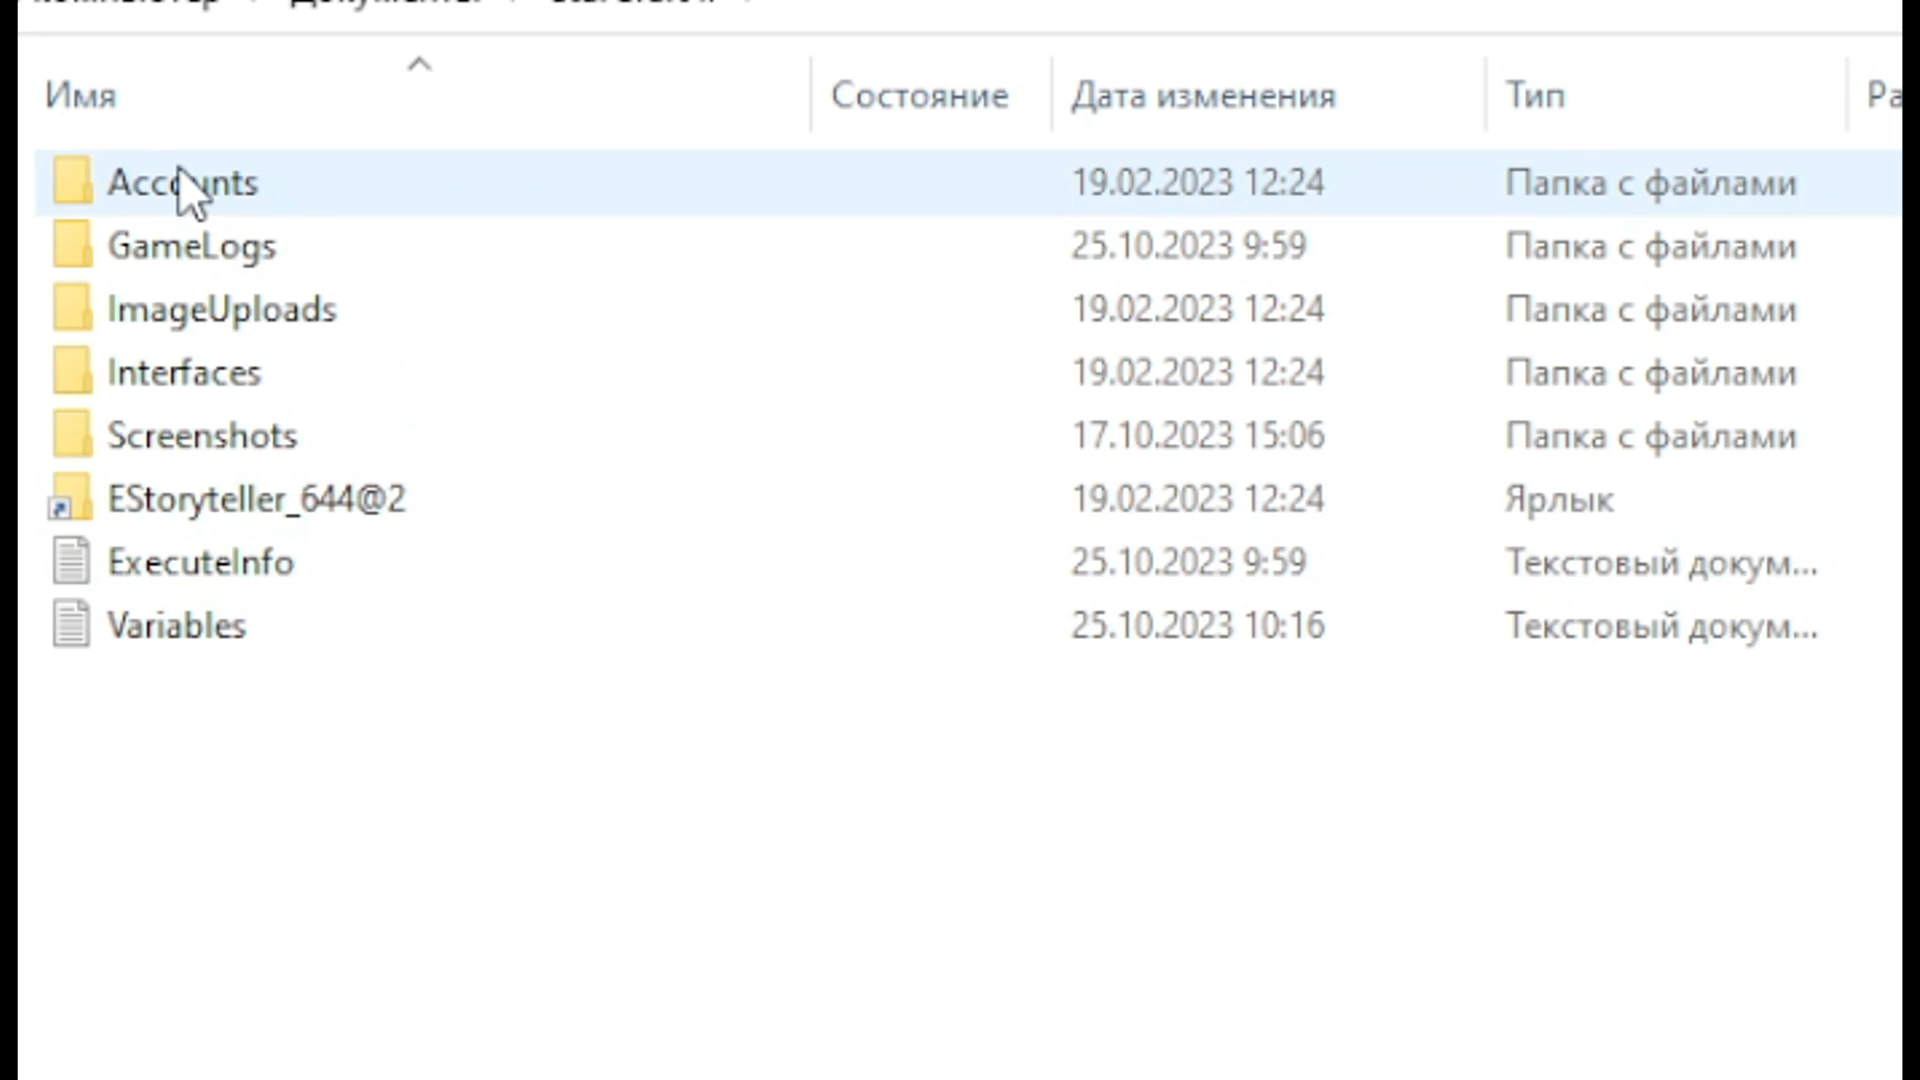 Имя Состояние Дата изменения Тип
Accounts 19.02.2023 12:24 Папка с файлами
GameLogs 25.10.2023 9:59 Папка с файлами
ImageUploads 19.02.2023 12:24 Папка с файлами
Interfaces 19.02.2023 12:24 Папка с файлами
Screenshots 17.10.2023 15:06 Папка с файлами
EStoryteller_644@2 19.02.2023 12:24 Ярлык
ExecuteInfo 25.10.2023 9:59 Текстовый докум...
Variables 25.10.2023 10:16 Текстовый докум...